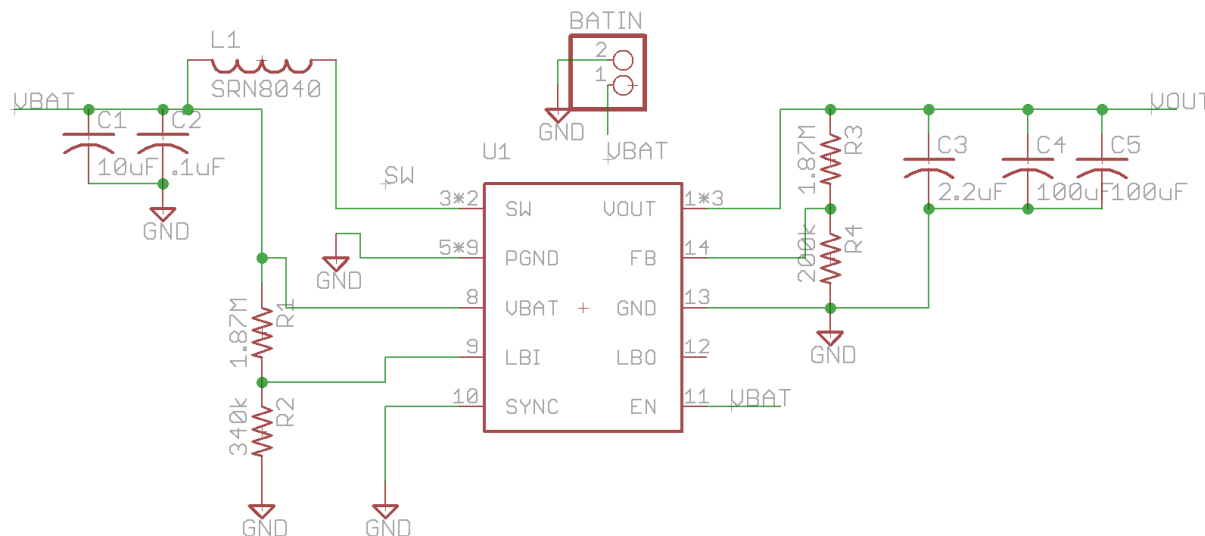 BATIN
L1
2
1
SRN8040
VBAT
VOUT
C1
C2
10uF
.1uF
GND
GND
VBAT
U1
SW
1.87M
R3
C3
2.2uF
C4
100uF
C5
100uF
3*2
SW
VOUT
1*3
GND
5*9
PGND
FB
14
200k
R4
GND
8
VBAT
GND
13
GND
1.87M
R1
9
LBI
LBO
12
10
SYNC
EN
11
VBAT
340k
R2
GND
GND